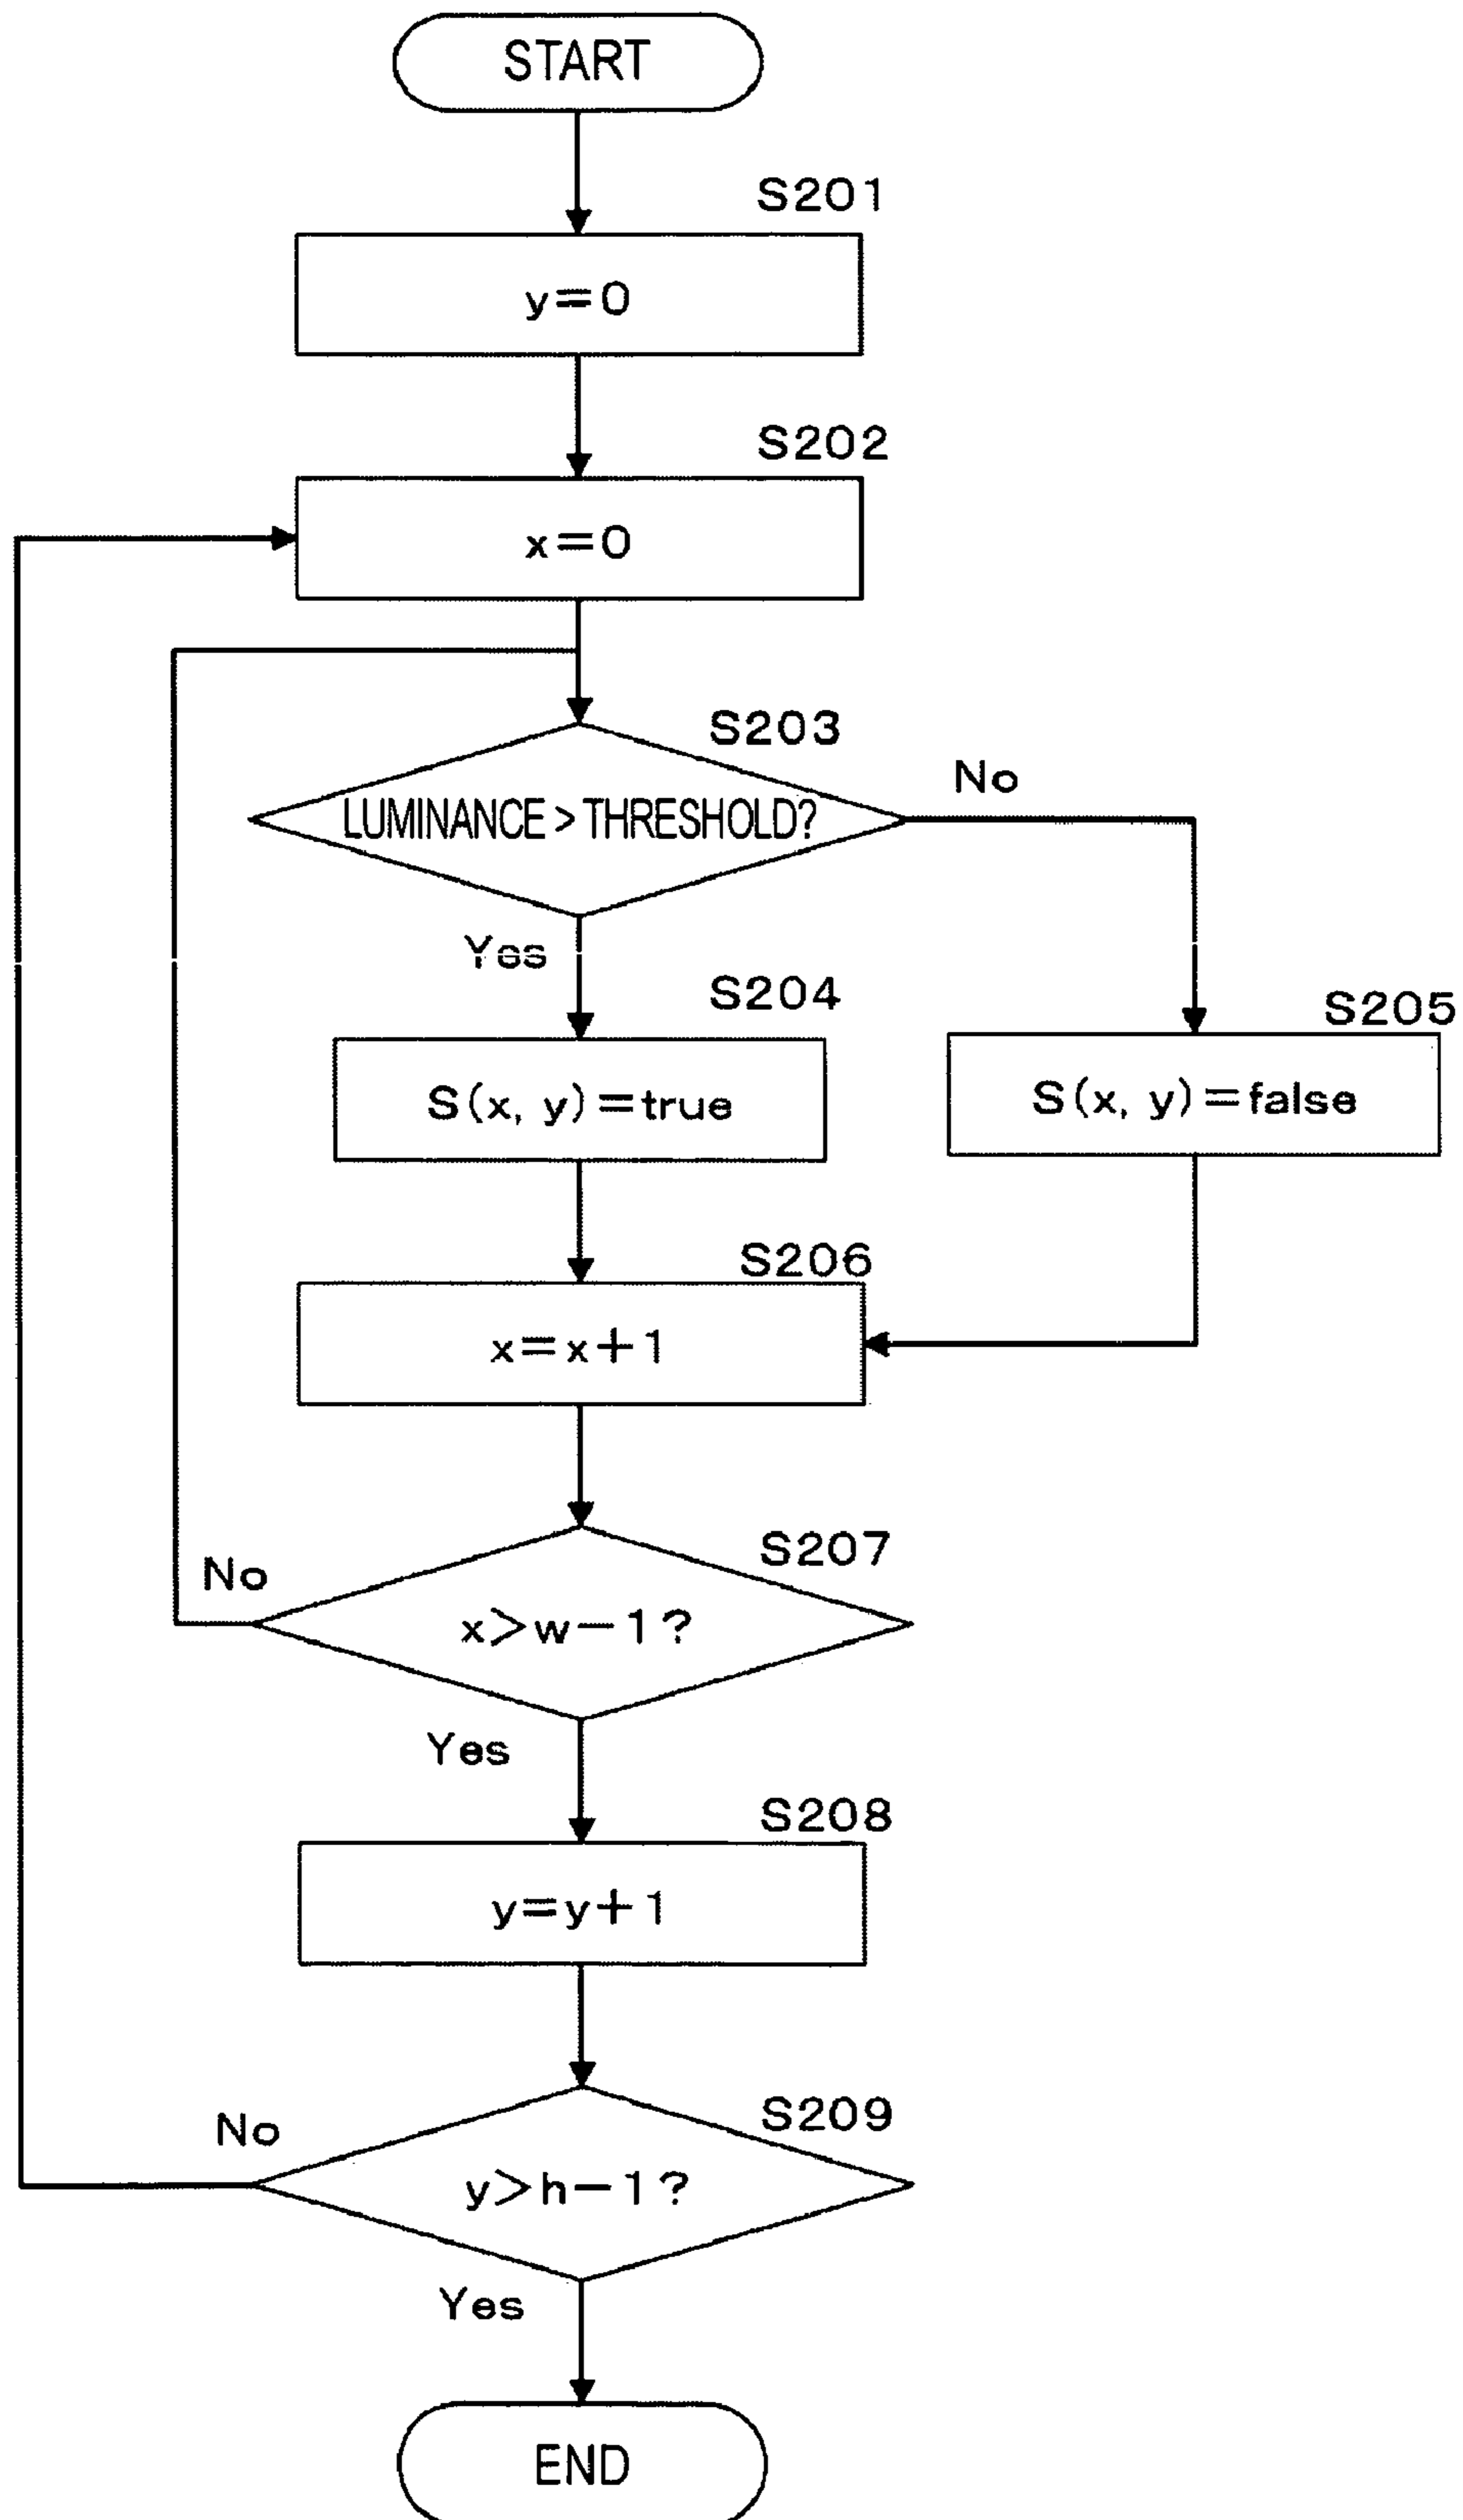 START
S201
y=0
S202
x=0
S203
No
LUMINANCE > THRESHOLD?
Yes
S204
S205
S(x, y)=true
S(x, y)=false
S206
x=x+1
S207
No
x>w-1?
Yes
S208
y=y+1
S209
No
y>h-1?
Yes
END